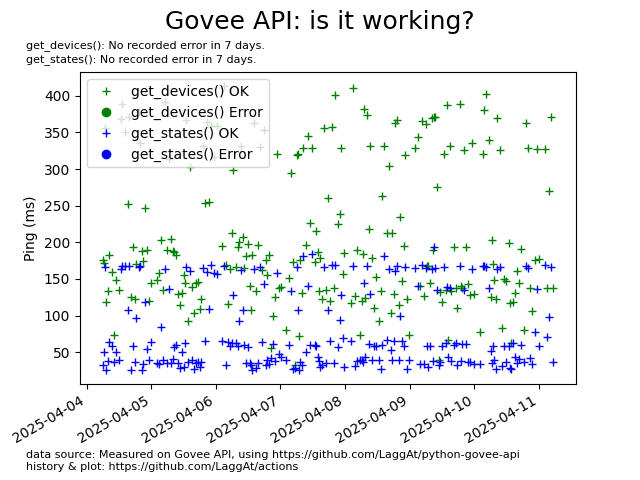 Govee API: is it working?
get_devices(): No recorded error in 7 days.
get_states(): No recorded error in 7 days.
get_devices() OK
get_devices() Error
get_states() OK
get_states() Error
Ping (ms)
400
350
300
250
200
150
100
50
2025-04-04
2025-04-05
2025-04-06
2025-04-07
2025-04-08
2025-04-09
2025-04-10
2025-04-11
data source: Measured on Govee API, using https://github.com/LaggAt/python-govee-api
history & plot: https://github.com/LaggAt/actions